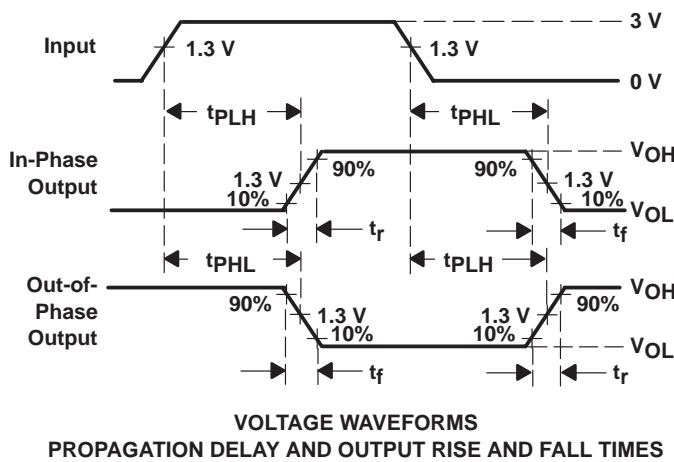 3 V
Input
1.3 V
1.3 V
0 V
tPLH
tPHL
In-Phase
Output
VOH
90%
90%
1.3 V
1.3 V
10%
10%
VOL
tr
tf
tPHL
tPLH
Out-of-
Phase
Output
VOH
90%
90%
1.3 V
1.3 V
10%
10%
VOL
tf
tr
VOLTAGE WAVEFORMS
PROPAGATION DELAY AND OUTPUT RISE AND FALL TIMES